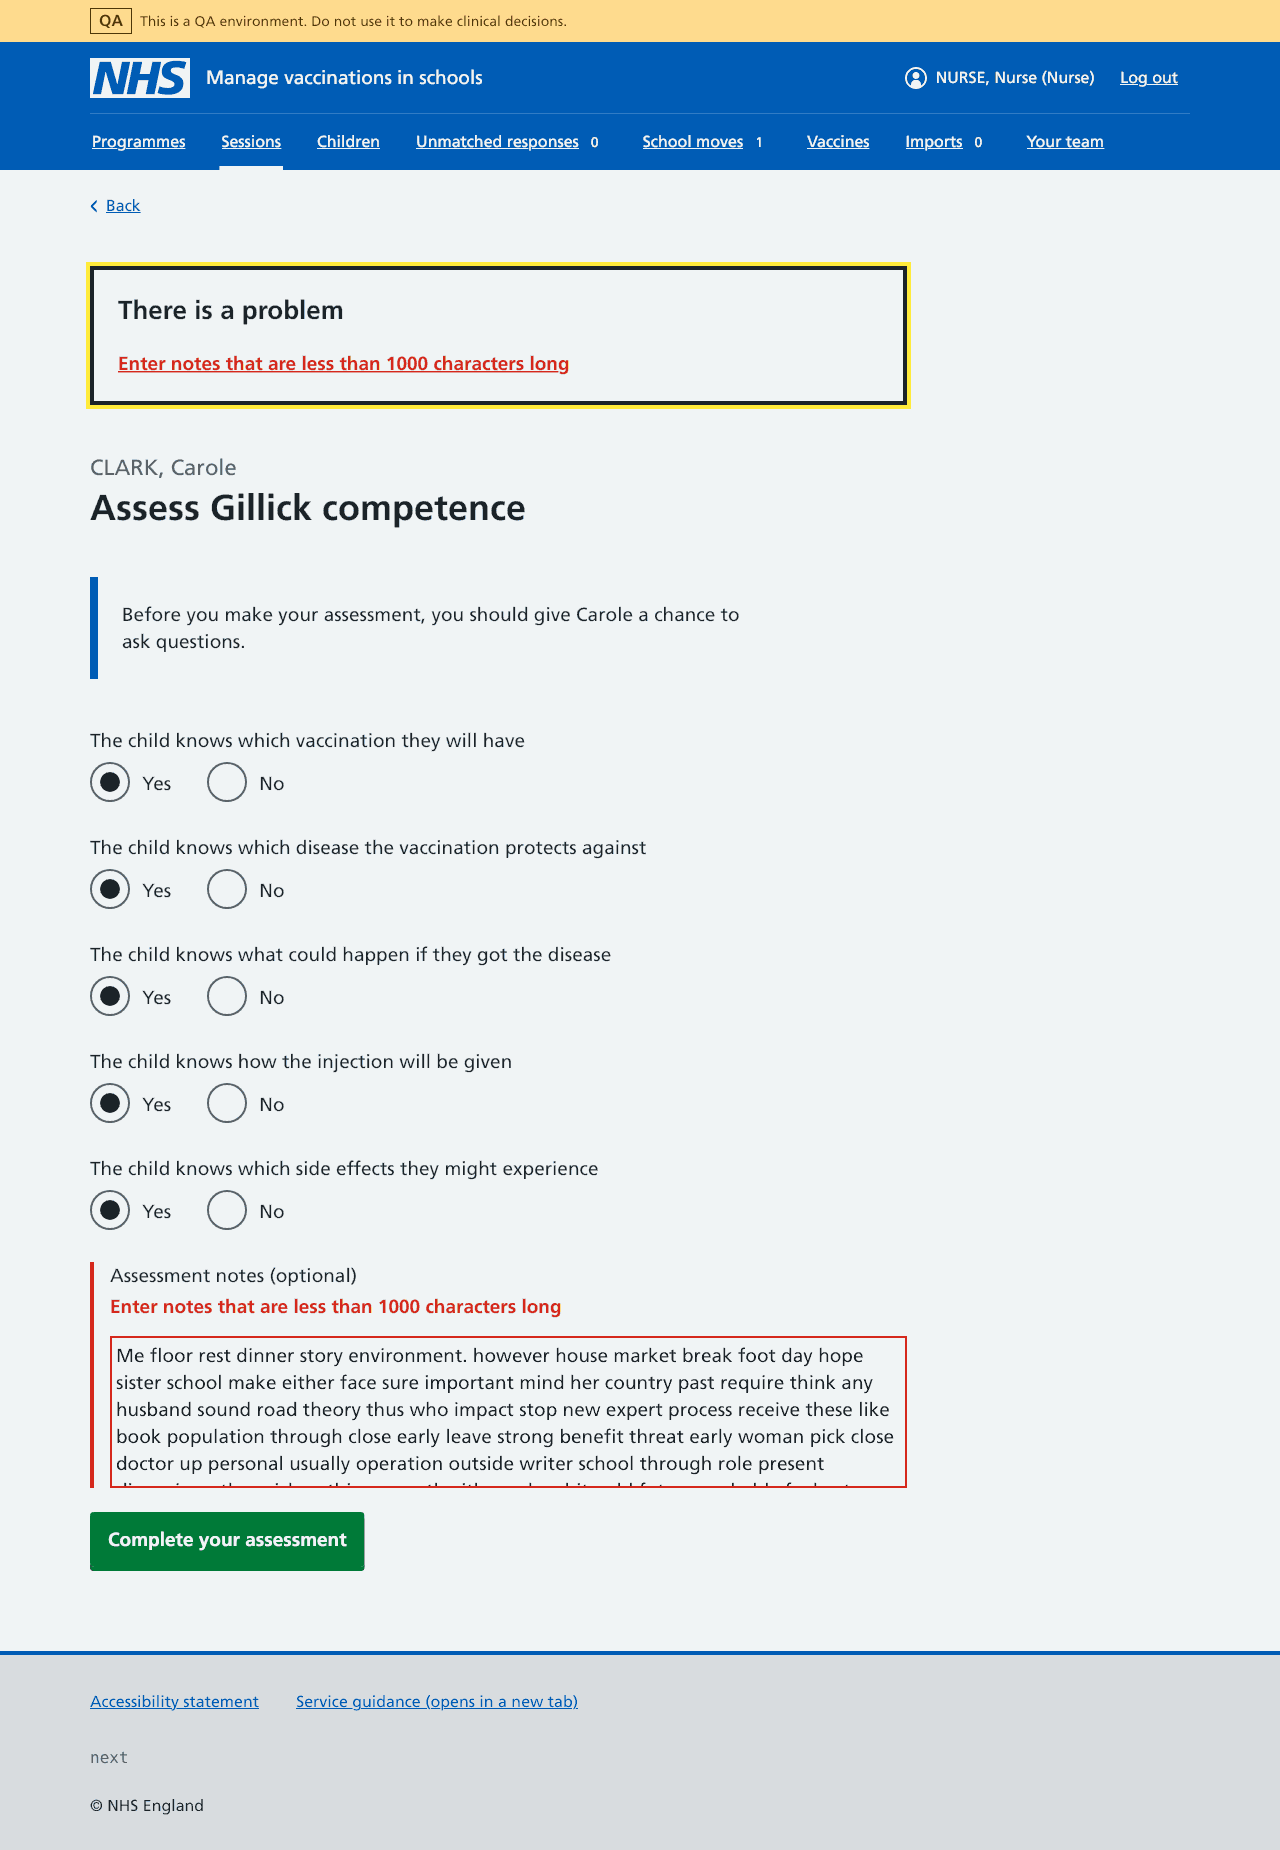 QA This is a QA environment. Do not use it to make clinical decisions.
NHS Manage vaccinations in schools NURSE, Nurse (Nurse) Log out
Programmes Sessions Children Unmatched responses 0 School moves 1 Vaccines Imports 0 Your team
Back
There is a problem
Enter notes that are less than 1000 characters long
CLARK, Carole
Assess Gillick competence
Before you make your assessment, you should give Carole a chance to
ask questions.
The child knows which vaccination they will have
Yes No
The child knows which disease the vaccination protects against
Yes No
The child knows what could happen if they got the disease
Yes No
The child knows how the injection will be given
Yes No
The child knows which side effects they might experience
Yes No
Assessment notes (optional)
Enter notes that are less than 1000 characters long
Me floor rest dinner story environment. however house market break foot day hope
sister school make either face sure important mind her country past require think any
husband sound road theory thus who impact stop new expert process receive these like
book population through close early leave strong benefit threat early woman pick close
doctor up personal usually operation outside writer school through role present
Complete your assessment
Accessibility statement Service guidance (opens in a new tab)
next
© NHS England